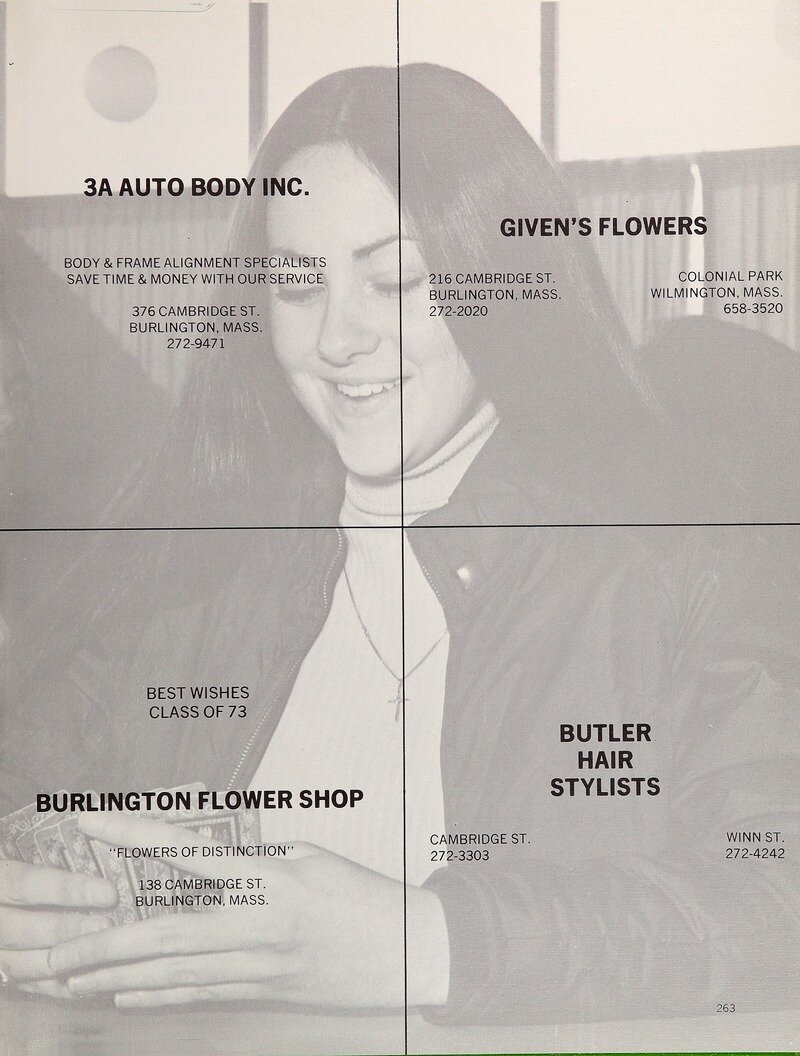 3A AUTO BODY INC.
BODY & FRAME ALIGNMENT SPECIALISTS
SAVE TIME & MONEY WITH OUR SERVICE
376 CAMBRIDGE ST.
BURLINGTON, MASS.
272-9471
GIVEN'S FLOWERS
216 CAMBRIDGE ST.
BURLINGTON, MASS.
272-2020
COLONIAL PARK
WILMINGTON, MASS.
658-3520
BEST WISHES
CLASS OF 73
BURLINGTON FLOWER SHOP
"FLOWERS OF DISTINCTION"
138 CAMBRIDGE ST.
BURLINGTON, MASS.
BUTLER
HAIR
STYLISTS
CAMBRIDGE ST.
272-3303
WINN ST.
272-4242
263